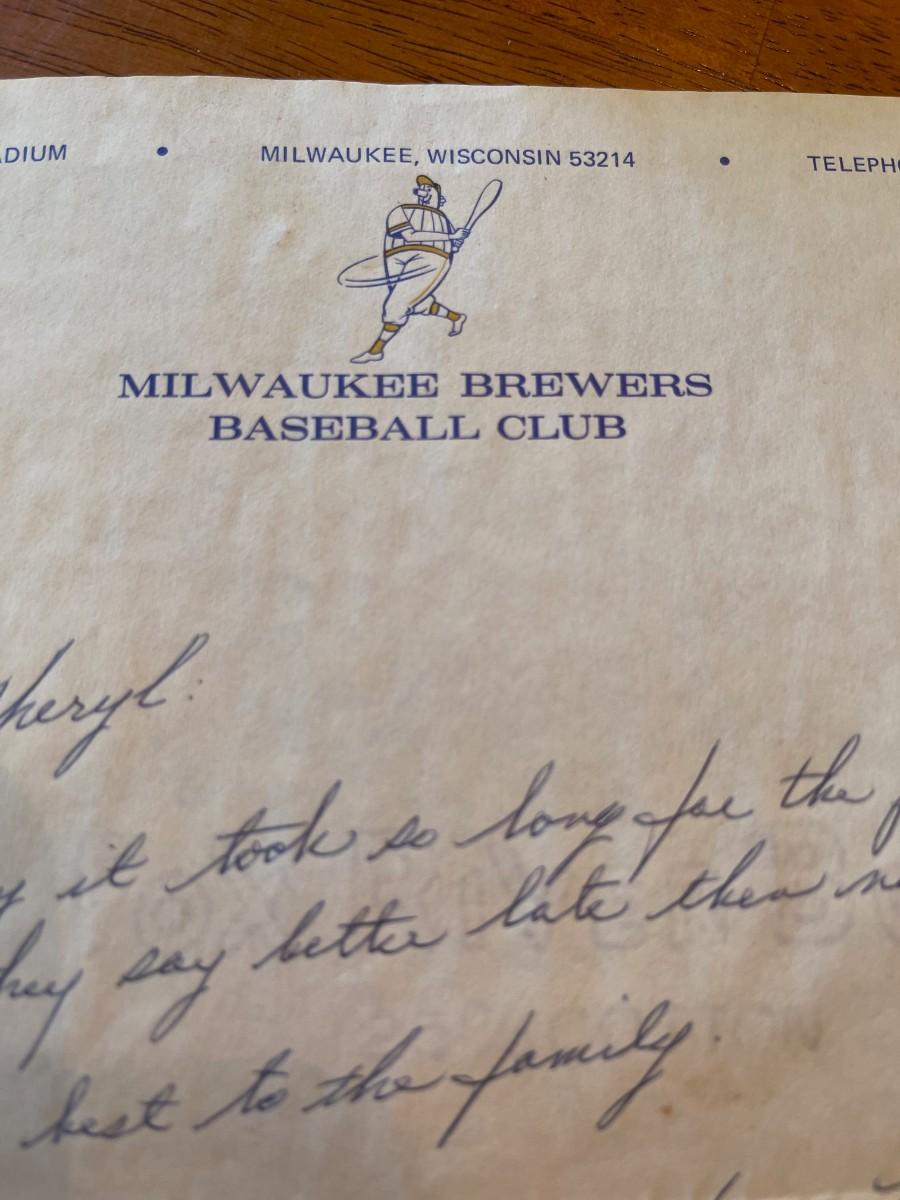 ADIUM • MILWAUKEE, WISCONSIN 53214 • TELEPHO
MILWAUKEE BREWERS
BASEBALL CLUB
heryl:
y it took so long for the
hey say better late then
best to the family.